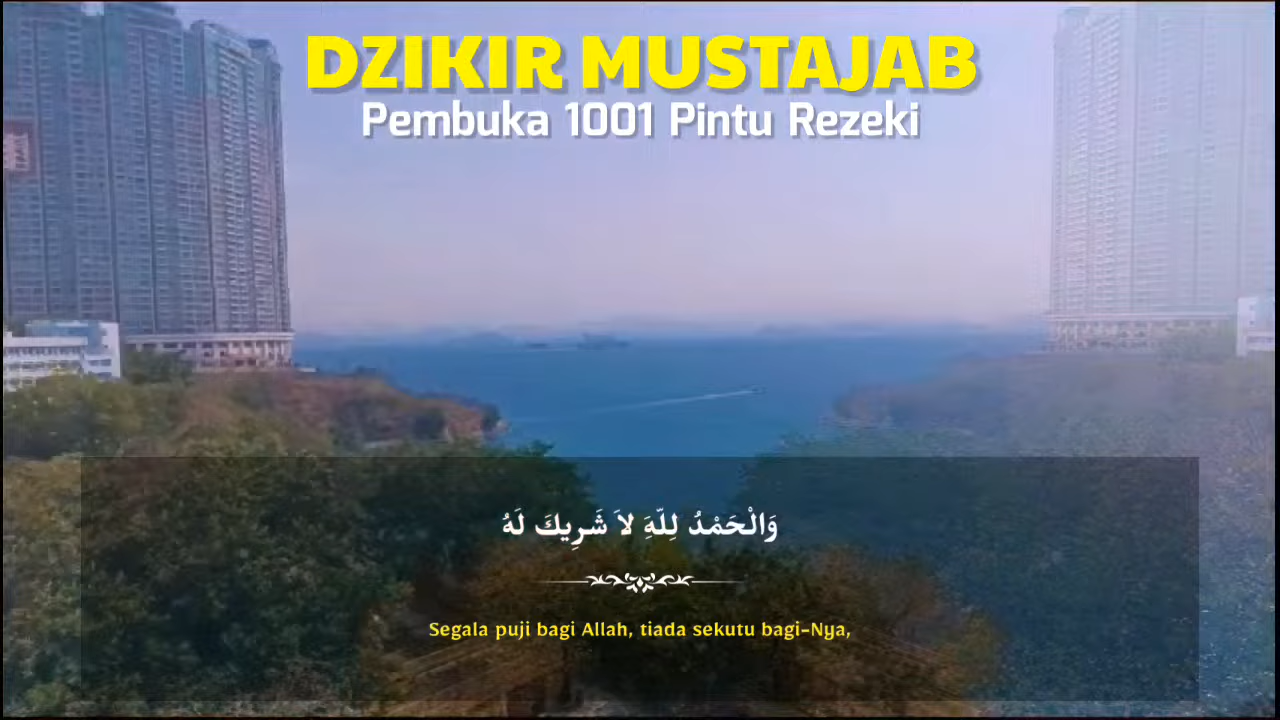 DZIKIR MUSTAJAB
Pembuka 1001 Pintu Rezeki
وَالْحَمْدُ لِلّهَِ لاَ شَرِيكَ لَهُ
Segala puji bagi Allah, tiada sekutu bagi-Nya,